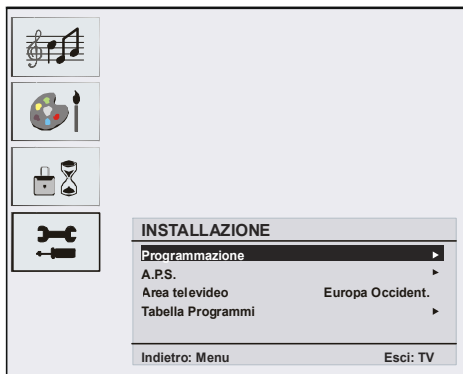 INSTALLAZIONE
Programmazione
A.P.S.
Area televideo Europa Occident.
Tabella Programmi
Indietro: Menu Esci: TV